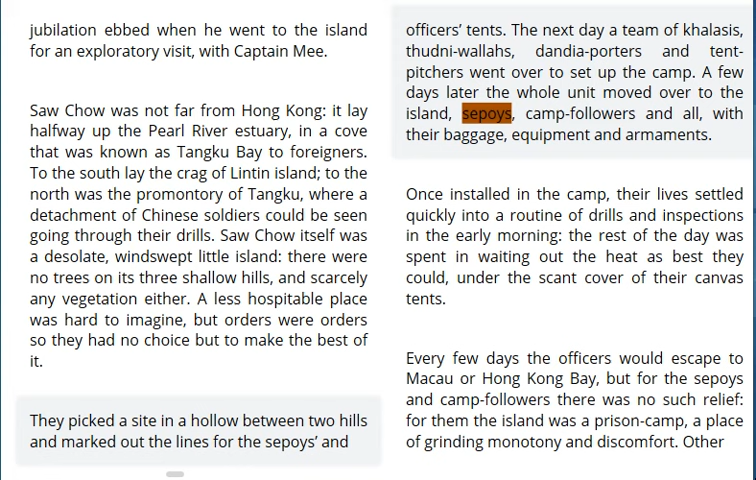 jubilation ebbed when he went to the island
for an exploratory visit, with Captain Mee.
Saw Chow was not far from Hong Kong: it lay
halfway up the Pearl River estuary, in a cove
that was known as Tangku Bay to foreigners.
To the south lay the crag of Lintin island; to the
north was the promontory of Tangku, where a
detachment of Chinese soldiers could be seen
going through their drills. Saw Chow itself was
a desolate, windswept little island: there were
no trees on its three shallow hills, and scarcely
any vegetation either. A less hospitable place
was hard to imagine, but orders were orders
so they had no choice but to make the best of
it.
They picked a site in a hollow between two hills
and marked out the lines for the sepoys’ and
officers’ tents. The next day a team of khalasis,
thudni-wallahs, dandia-porters and tent-
pitchers went over to set up the camp. A few
days later the whole unit moved over to the
island, sepoys, camp-followers and all, with
their baggage, equipment and armaments.
Once installed in the camp, their lives settled
quickly into a routine of drills and inspections
in the early morning: the rest of the day was
spent in waiting out the heat as best they
could, under the scant cover of their canvas
tents.
Every few days the officers would escape to
Macau or Hong Kong Bay, but for the sepoys
and camp-followers there was no such relief:
for them the island was a prison-camp, a place
of grinding monotony and discomfort. Other